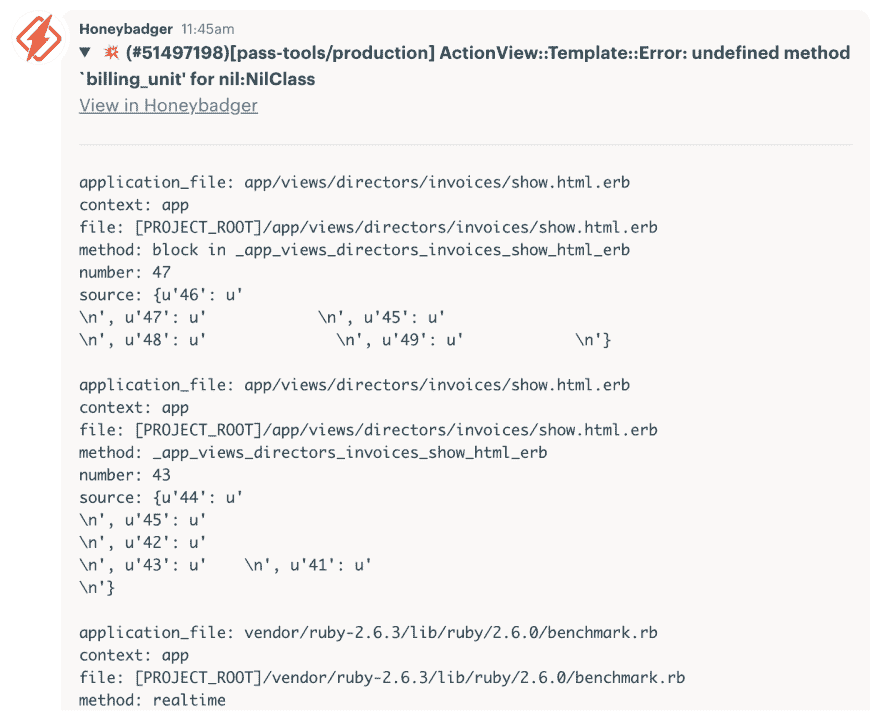 Honeybadger 11:45am
▼ 💥 (#51497198)[pass-tools/production] ActionView::Template::Error: undefined method
`billing_unit' for nil:NilClass
View in Honeybadger
application_file: app/views/directors/invoices/show.html.erb
context: app
file: [PROJECT_ROOT]/app/views/directors/invoices/show.html.erb
method: block in _app_views_directors_invoices_show_html_erb
number: 47
source: {u'46': u'
\n', u'47': u'            \n', u'45': u'
\n', u'48': u'              \n', u'49': u'            \n'}
application_file: app/views/directors/invoices/show.html.erb
context: app
file: [PROJECT_ROOT]/app/views/directors/invoices/show.html.erb
method: _app_views_directors_invoices_show_html_erb
number: 43
source: {u'44': u'
\n', u'45': u'
\n', u'42': u'
\n', u'43': u'    \n', u'41': u'
\n'}
application_file: vendor/ruby-2.6.3/lib/ruby/2.6.0/benchmark.rb
context: app
file: [PROJECT_ROOT]/vendor/ruby-2.6.3/lib/ruby/2.6.0/benchmark.rb
method: realtime